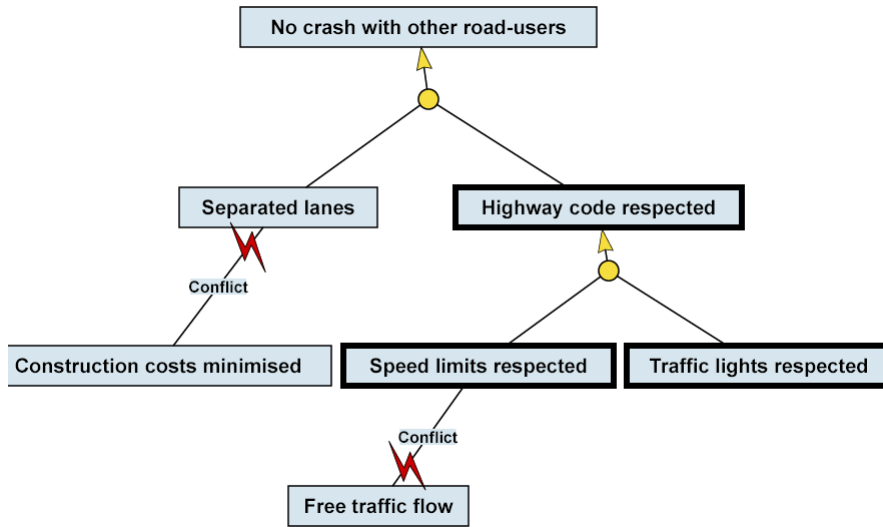 No crash with other road-users
Separated lanes
Highway code respected
Conflict
Construction costs minimised
Speed limits respected
Traffic lights respected
Conflict
Free traffic flow